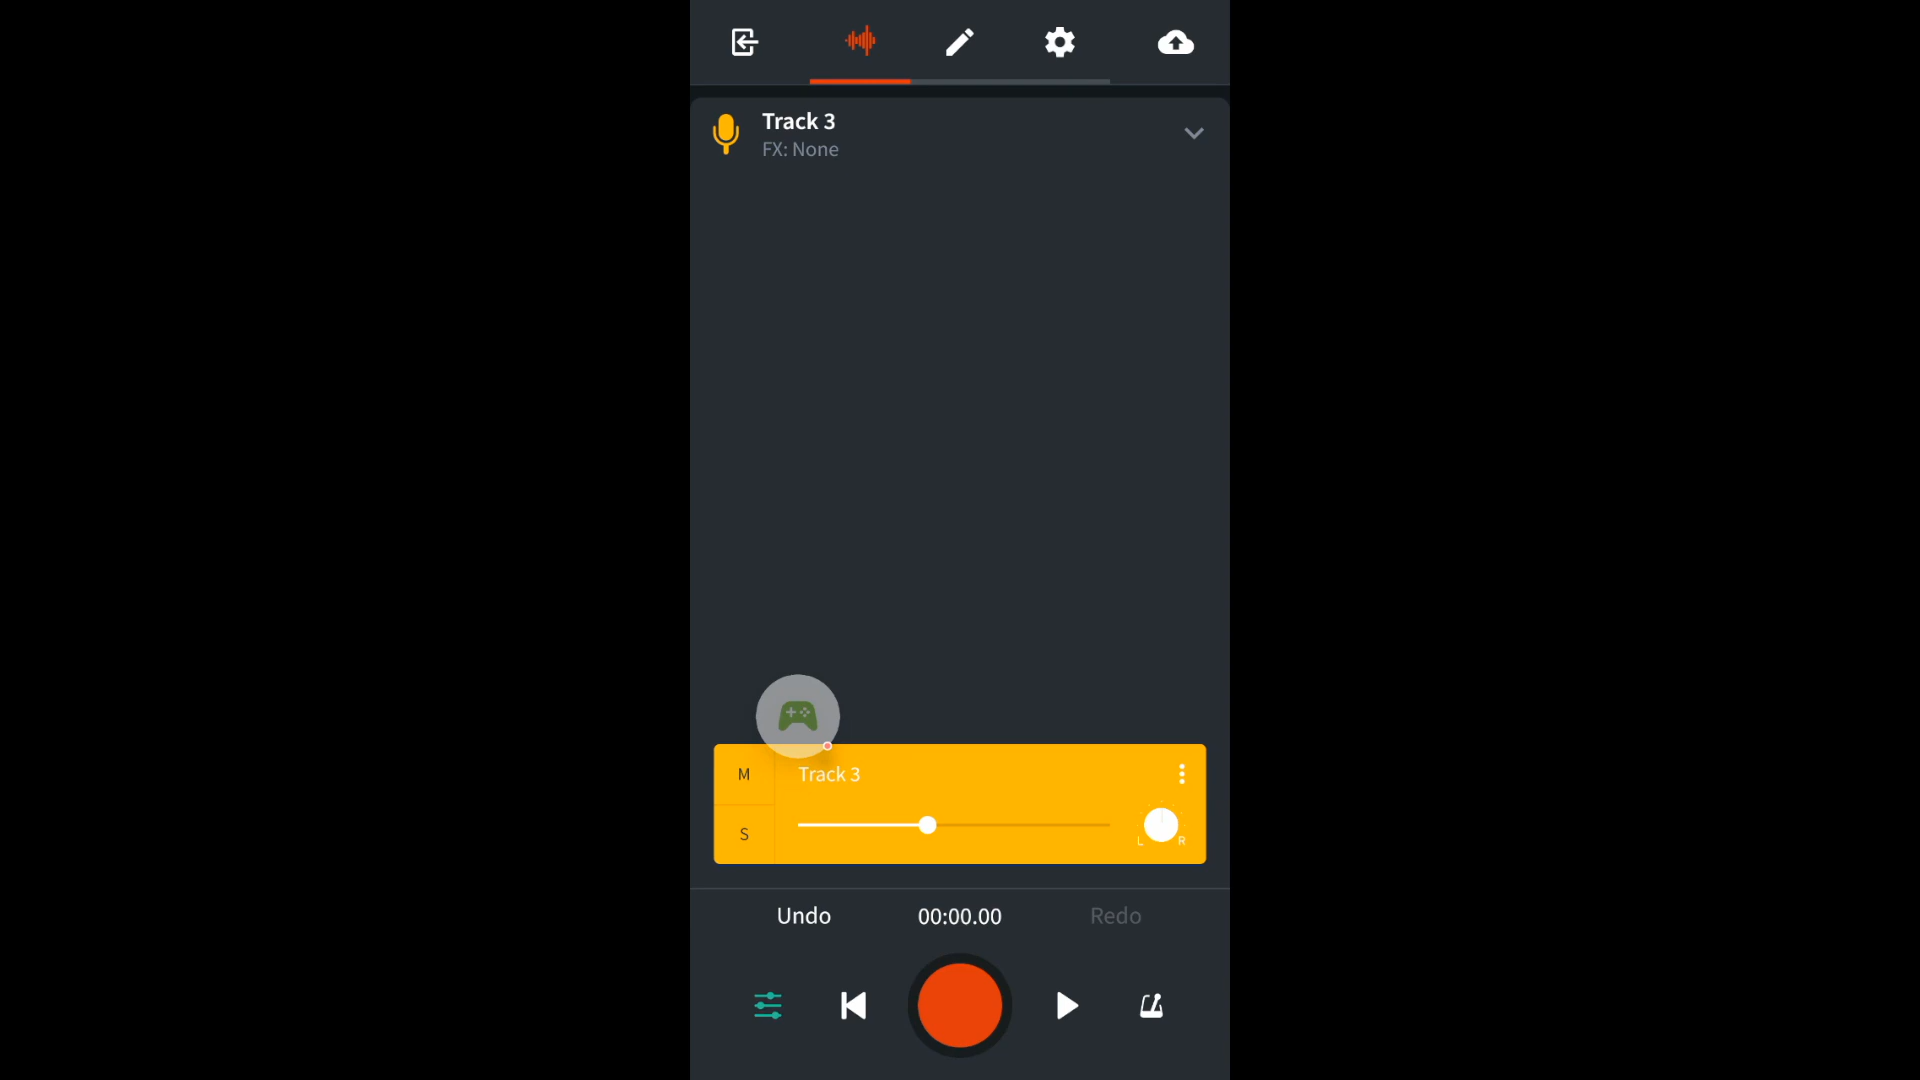 Track 3
FX: None
M
Track 3
S
L
R
Undo
00:00.00
Redo